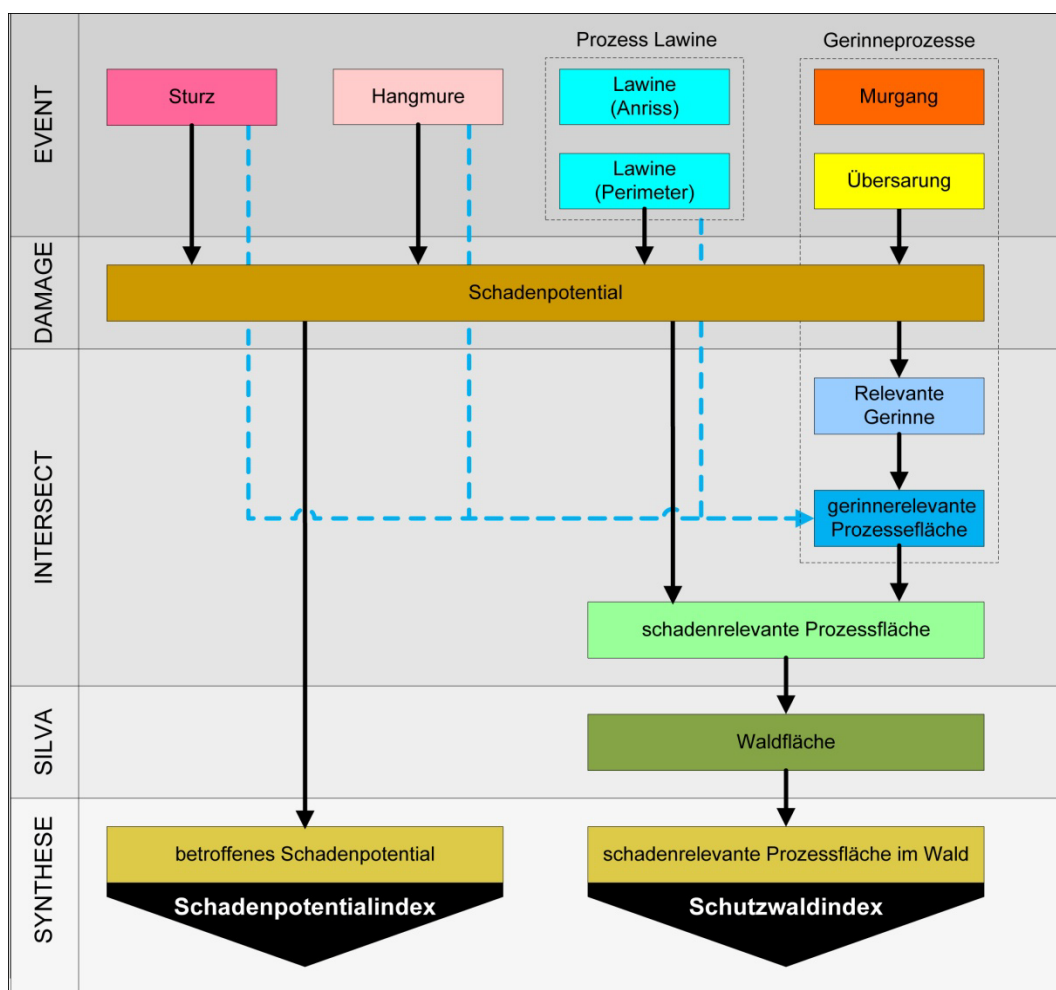 EVENT
Prozess Lawine
Gerinneprozesse
Sturz
Hangmure
Lawine
(Anriss)
Murgang
Lawine
(Perimeter)
Übersarung
DAMAGE
Schadenpotential
INTERSECT
Relevante
Gerinne
gerinnerelevante
Prozessefläche
schadenrelevante Prozessfläche
SILVA
Waldfläche
SYNTHESE
betroffenes Schadenpotential
schadenrelevante Prozessfläche im Wald
Schadenpotentialindex
Schutzwaldindex